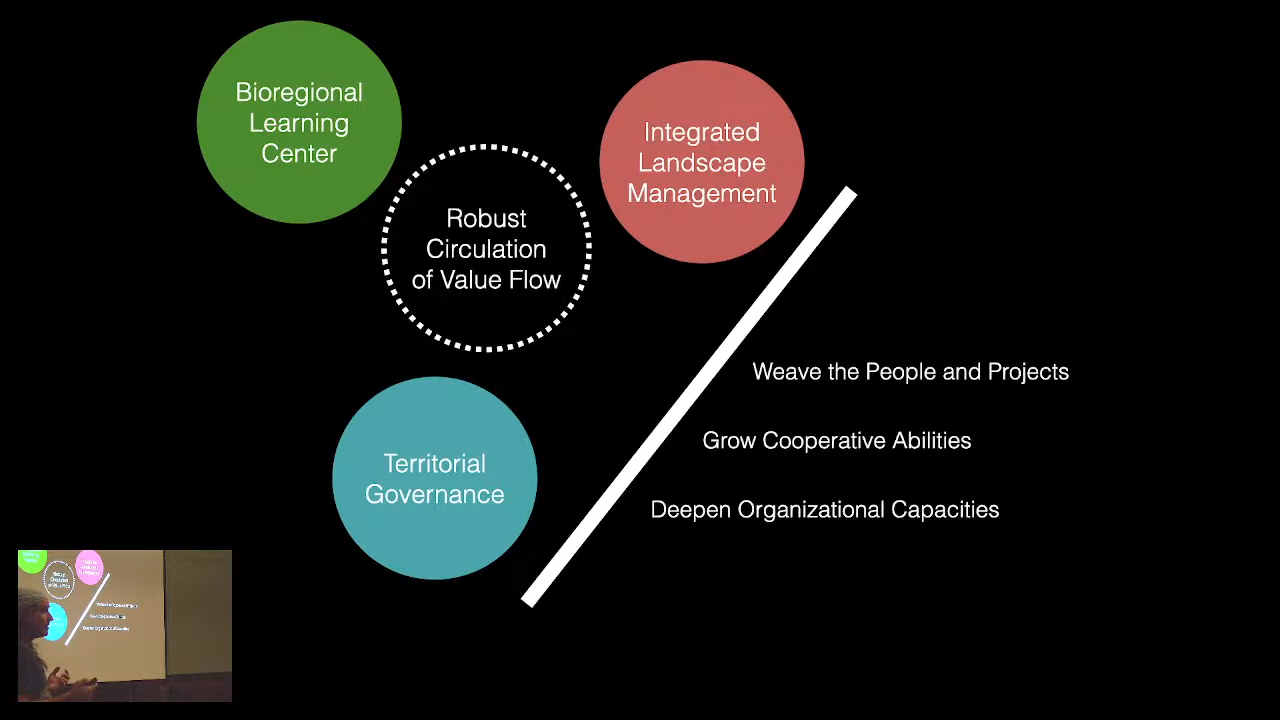 Bioregional
Learning
Center
Integrated
Landscape
Management
Robust
Circulation
of Value Flow
Weave the People and Projects
Grow Cooperative Abilities
Deepen Organizational Capacities
Territorial
Governance